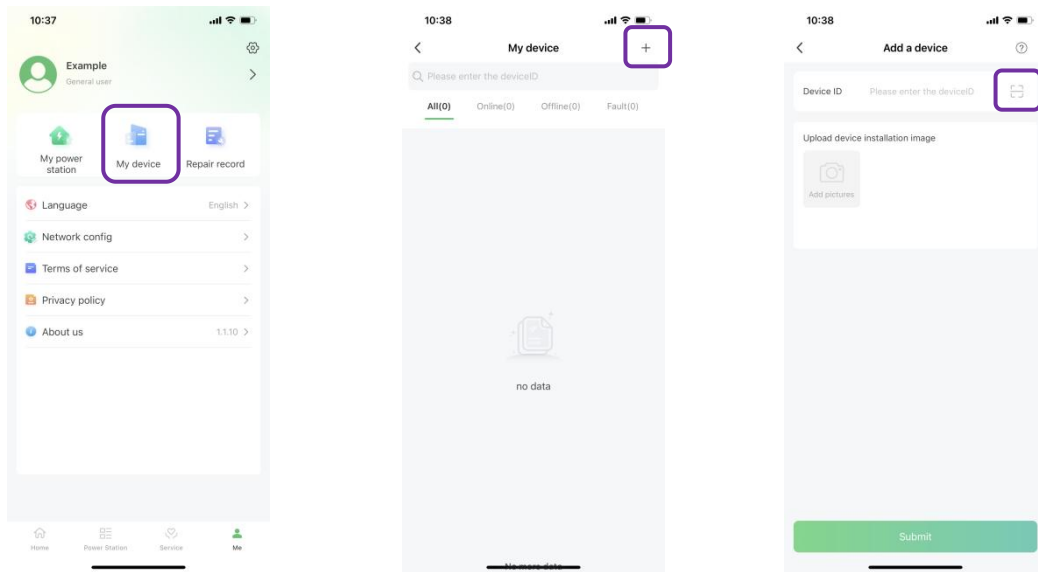 10:37
Example
General user
My power
station
My device
Repair record
Language
English
Network config
Terms of service
Privacy policy
About us
1.1.10
Home
Power Station
Service
Me
10:38
My device
Please enter the deviceID
All(0)
Online(0)
Offline(0)
Fault(0)
no data
No more data
10:38
Add a device
Device ID
Please enter the deviceID
Upload device installation image
Add pictures
Submit